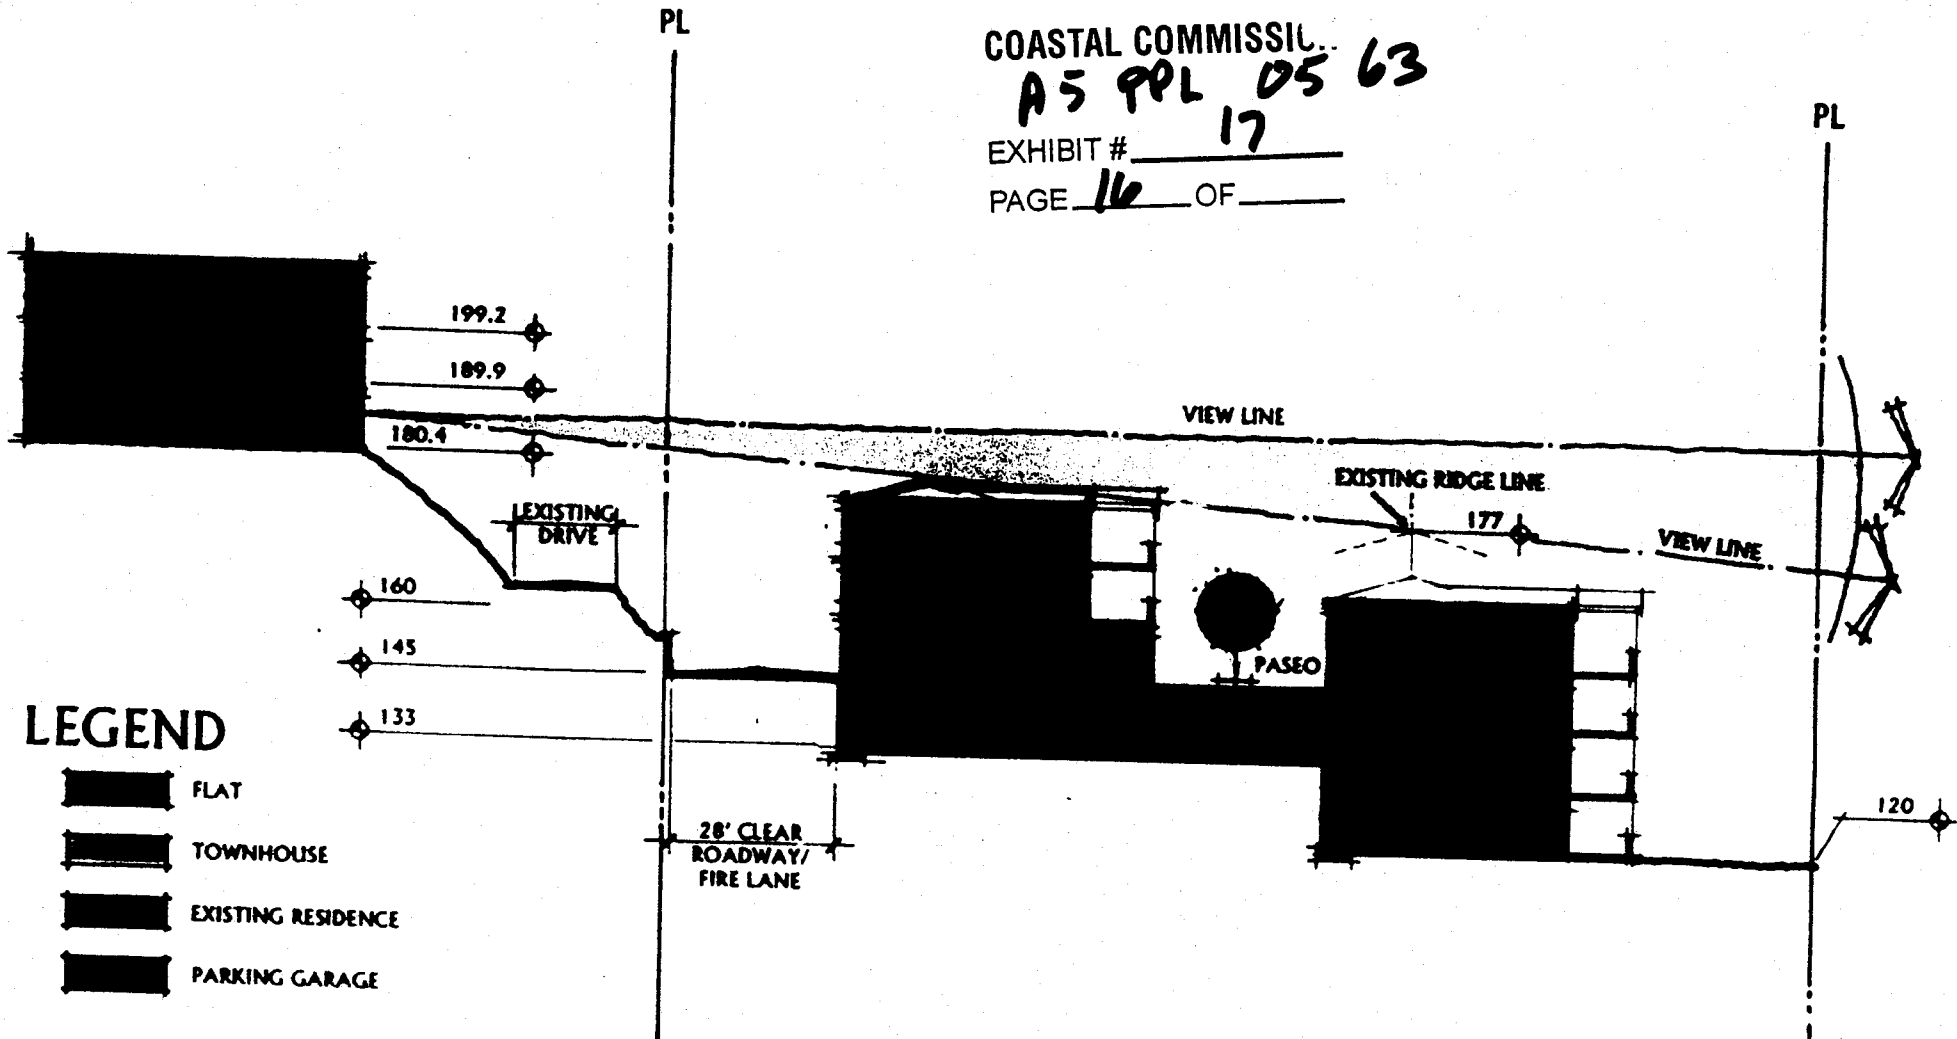 PL
COASTAL COMMISSI
A5 PPL 05 63
EXHIBIT # 17
PAGE 16 OF
PL
199.2
189.9
180.4
VIEW LINE
EXISTING RIDGE LINE
177
VIEW LINE
EXISTING
DRIVE
160
145
133
PASEO
LEGEND
FLAT
TOWNHOUSE
EXISTING RESIDENCE
PARKING GARAGE
28' CLEAR
ROADWAY/
FIRE LANE
120